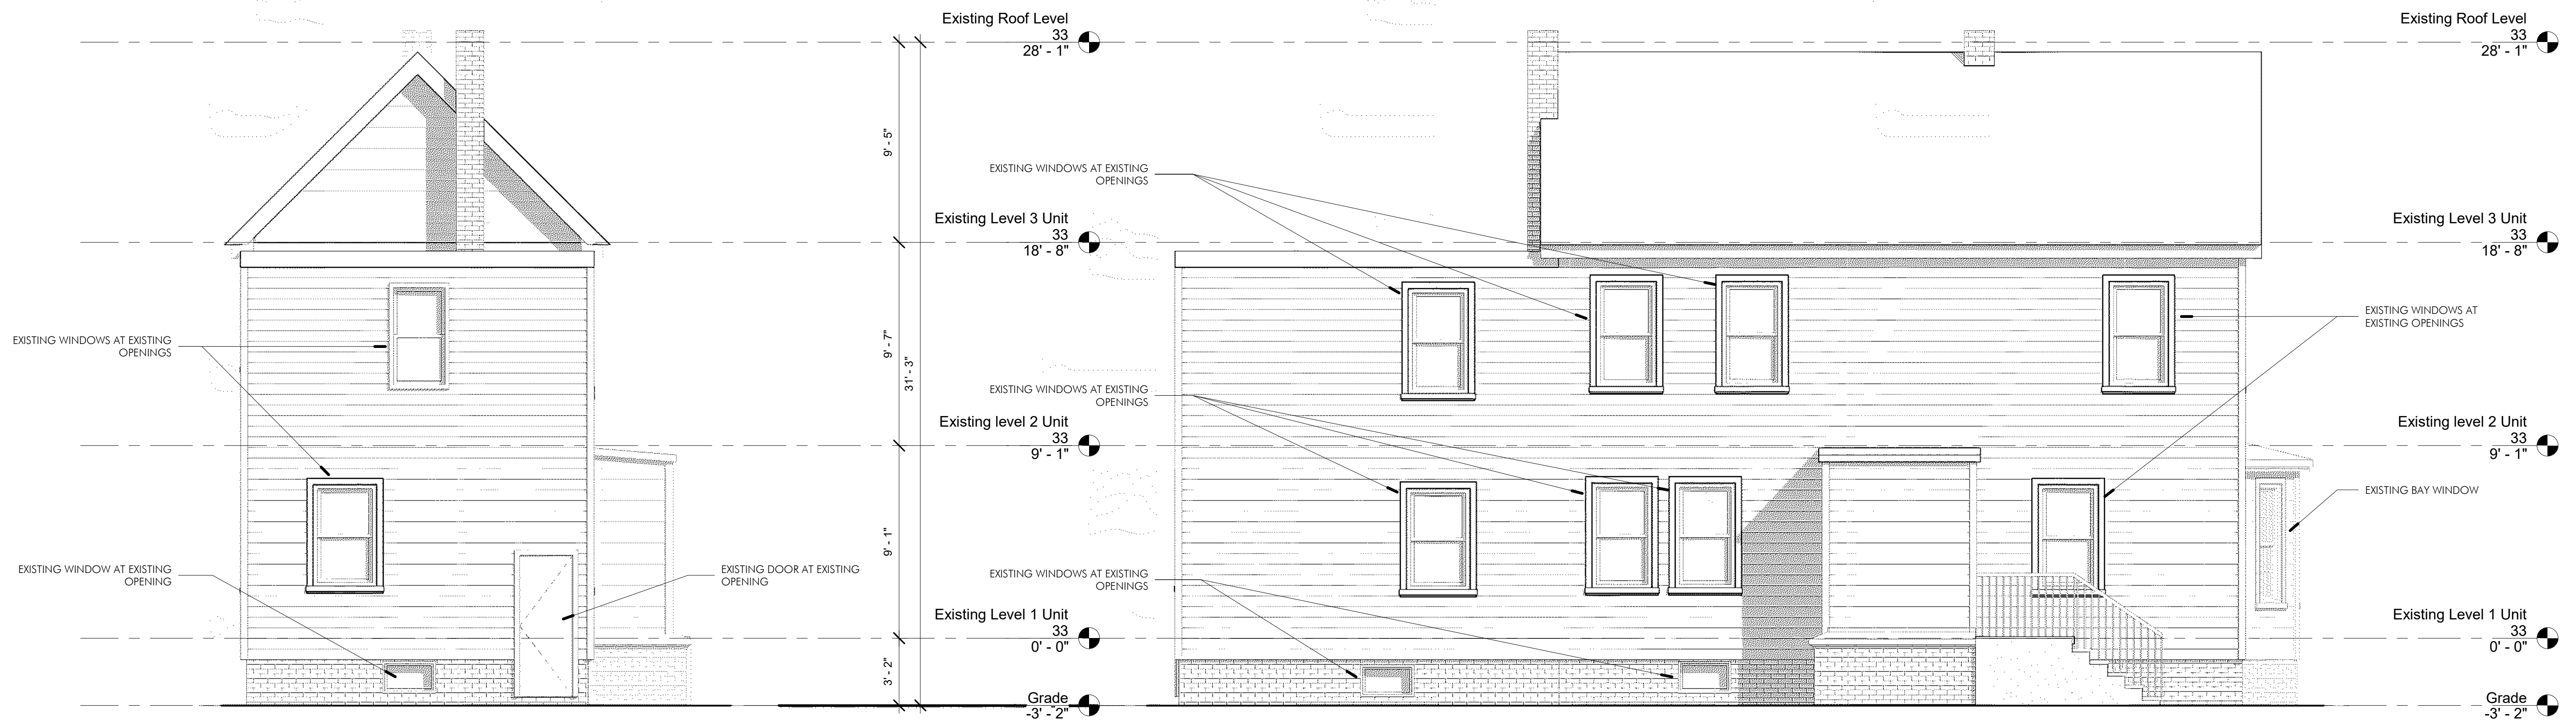 Existing Roof Level
33
28' - 1"
Existing Roof Level
33
28' - 1"
9' - 5"
EXISTING WINDOWS AT EXISTING
OPENINGS
Existing Level 3 Unit
33
18' - 8"
Existing Level 3 Unit
33
18' - 8"
EXISTING WINDOWS AT EXISTING
OPENINGS
9' - 7"
31' - 3"
EXISTING WINDOWS AT
EXISTING OPENINGS
EXISTING WINDOWS AT EXISTING
OPENINGS
Existing level 2 Unit
33
9' - 1"
Existing level 2 Unit
33
9' - 1"
EXISTING BAY WINDOW
9' - 1"
EXISTING WINDOW AT EXISTING
OPENING
EXISTING DOOR AT EXISTING
OPENING
EXISTING WINDOWS AT EXISTING
OPENINGS
Existing Level 1 Unit
33
0' - 0"
Existing Level 1 Unit
33
0' - 0"
3' - 2"
Grade
-3' - 2"
Grade
-3' - 2"